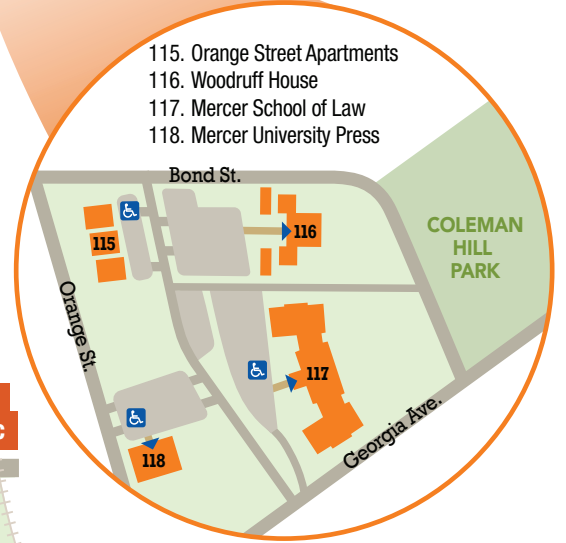 115. Orange Street Apartments
116. Woodruff House
117. Mercer School of Law
118. Mercer University Press
Bond St.
COLEMAN
HILL
PARK
116
115
Orange St.
117
Georgia Ave.
118
C